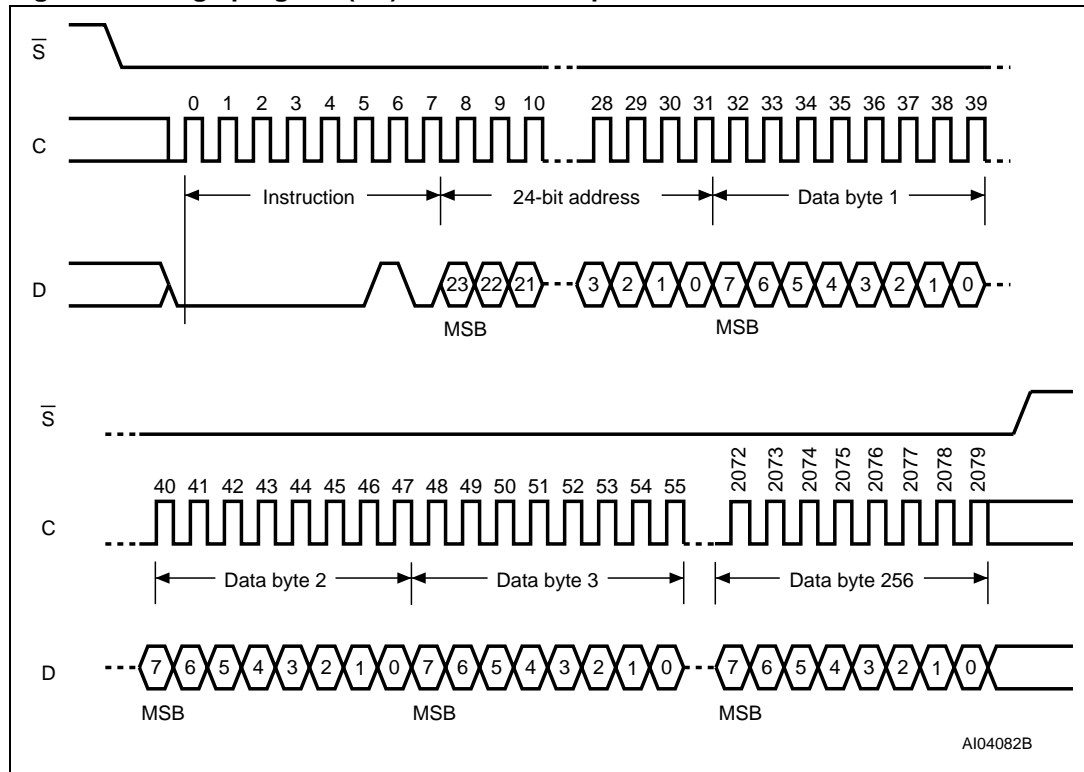 S
0 1 2 3 4 5 6 7 8 9 10 28 29 30 31 32 33 34 35 36 37 38 39
C
Instruction 24-bit address Data byte 1
D 23 22 21 3 2 1 0 7 6 5 4 3 2 1 0
MSB MSB
S
40 41 42 43 44 45 46 47 48 49 50 51 52 53 54 55 2072 2073 2074 2075 2076 2077 2078 2079
C
Data byte 2 Data byte 3 Data byte 256
D 7 6 5 4 3 2 1 0 7 6 5 4 3 2 1 0 7 6 5 4 3 2 1 0
MSB MSB MSB
AI04082B